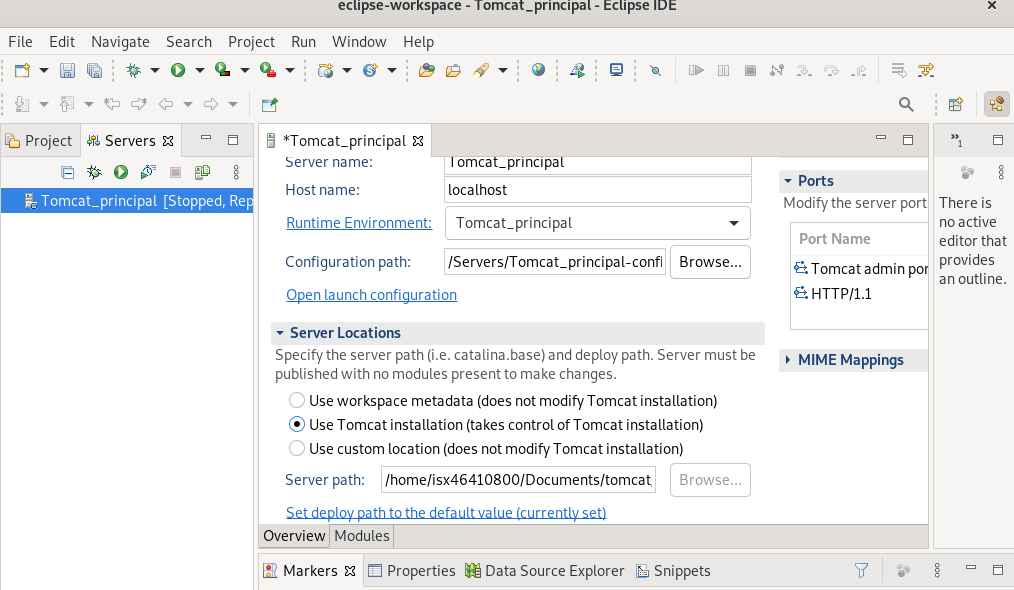 eclipse-workspace - Tomcat_principal - Eclipse IDE
File Edit Navigate Search Project Run Window Help
Project Servers
Tomcat_principal [Stopped, Rep
*Tomcat_principal
Server name: Tomcat_principal
Host name: localhost
Runtime Environment: Tomcat_principal
Configuration path: /Servers/Tomcat_principal-confi Browse...
Open launch configuration
Server Locations
Specify the server path (i.e. catalina.base) and deploy path. Server must be
published with no modules present to make changes.
Use workspace metadata (does not modify Tomcat installation)
Use Tomcat installation (takes control of Tomcat installation)
Use custom location (does not modify Tomcat installation)
Server path: /home/isx46410800/Documents/tomcat Browse...
Set deploy path to the default value (currently set)
Overview Modules
Ports
Modify the server port
Port Name
Tomcat admin por
HTTP/1.1
MIME Mappings
»1
There is
no active
editor that
provides
an outline.
Markers Properties Data Source Explorer Snippets